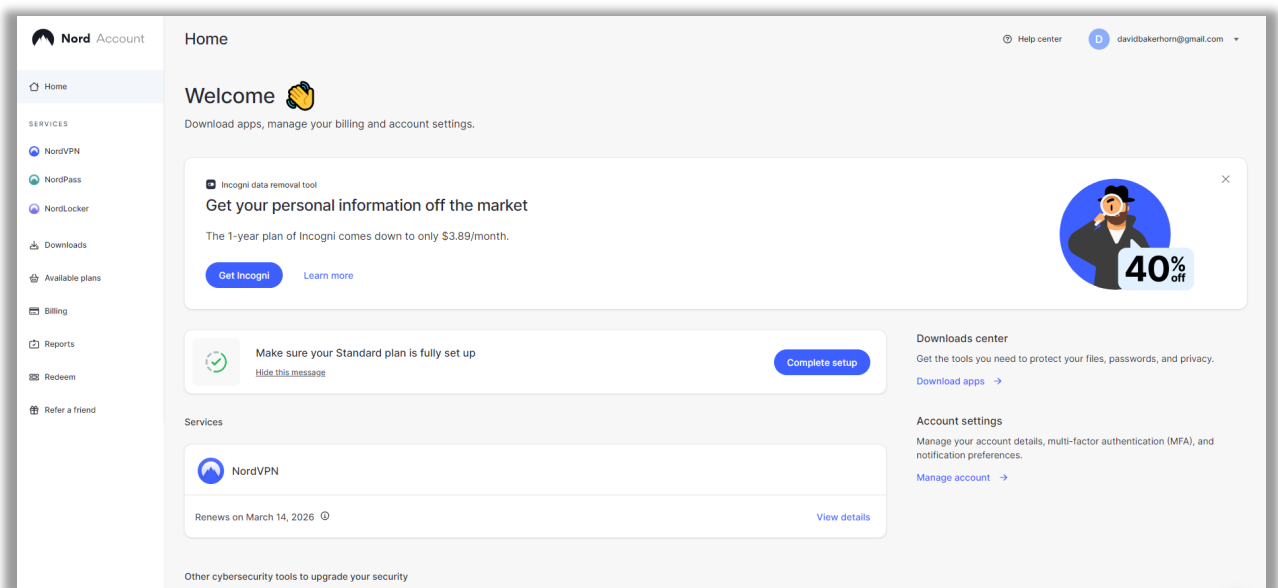 Nord Account
Home
SERVICES
NordVPN
NordPass
NordLocker
Downloads
Available plans
Billing
Reports
Redeem
Refer a friend
Home
Help center
D
davidbakerhorn@gmail.com
Welcome
Download apps, manage your billing and account settings.
Incogni data removal tool
Get your personal information off the market
The 1-year plan of Incogni comes down to only $3.89/month.
Get Incogni
Learn more
40% off
Make sure your Standard plan is fully set up
Hide this message
Complete setup
Services
NordVPN
Renews on March 14, 2026
View details
Other cybersecurity tools to upgrade your security
Downloads center
Get the tools you need to protect your files, passwords, and privacy.
Download apps →
Account settings
Manage your account details, multi-factor authentication (MFA), and
notification preferences.
Manage account →